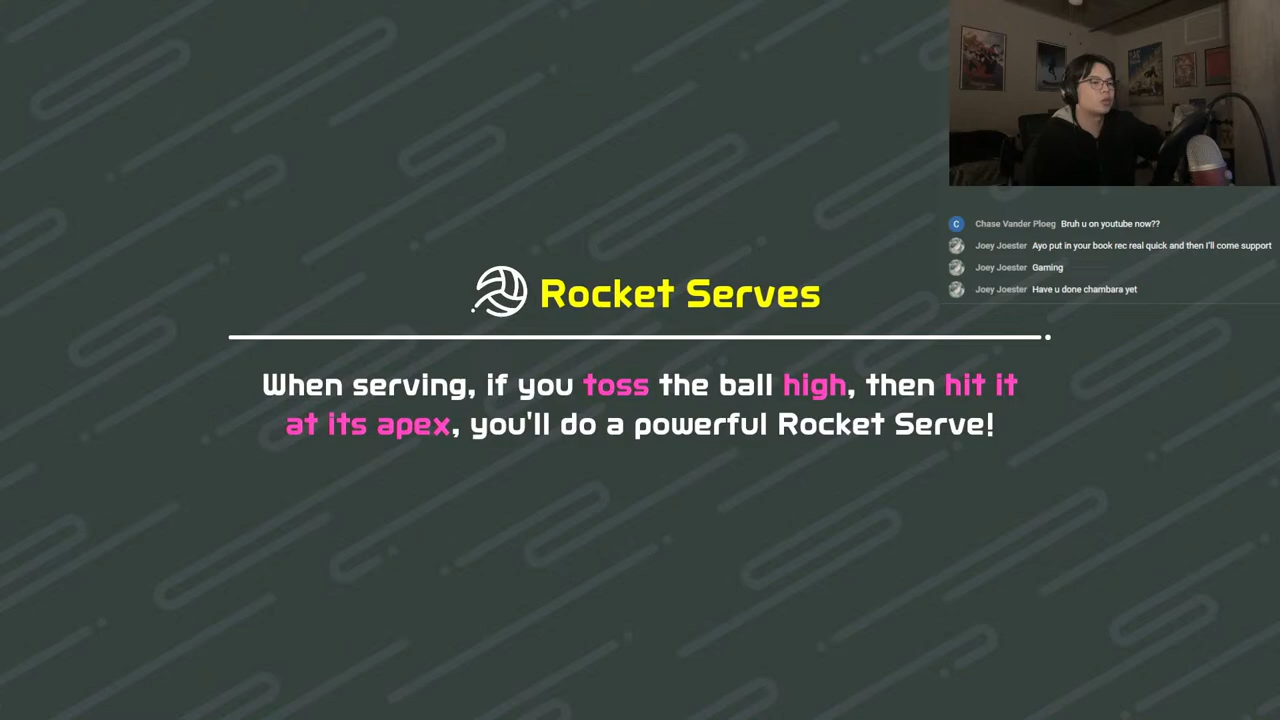 C Chase Vander Ploeg Bruh u on youtube now??
Joey Joester Ayo put in your book rec real quick and then I'll come support
Joey Joester Gaming
Joey Joester Have u done chambara yet
Rocket Serves
When serving, if you toss the ball high, then hit it
at its apex, you'll do a powerful Rocket Serve!